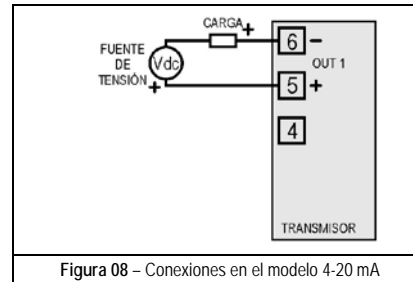 CARGA +
6 -
FUENTE
DE
TENSIÓN +
Vdc
OUT 1
5 +
4
TRANSMISOR
Figura 08 – Conexiones en el modelo 4-20 mA